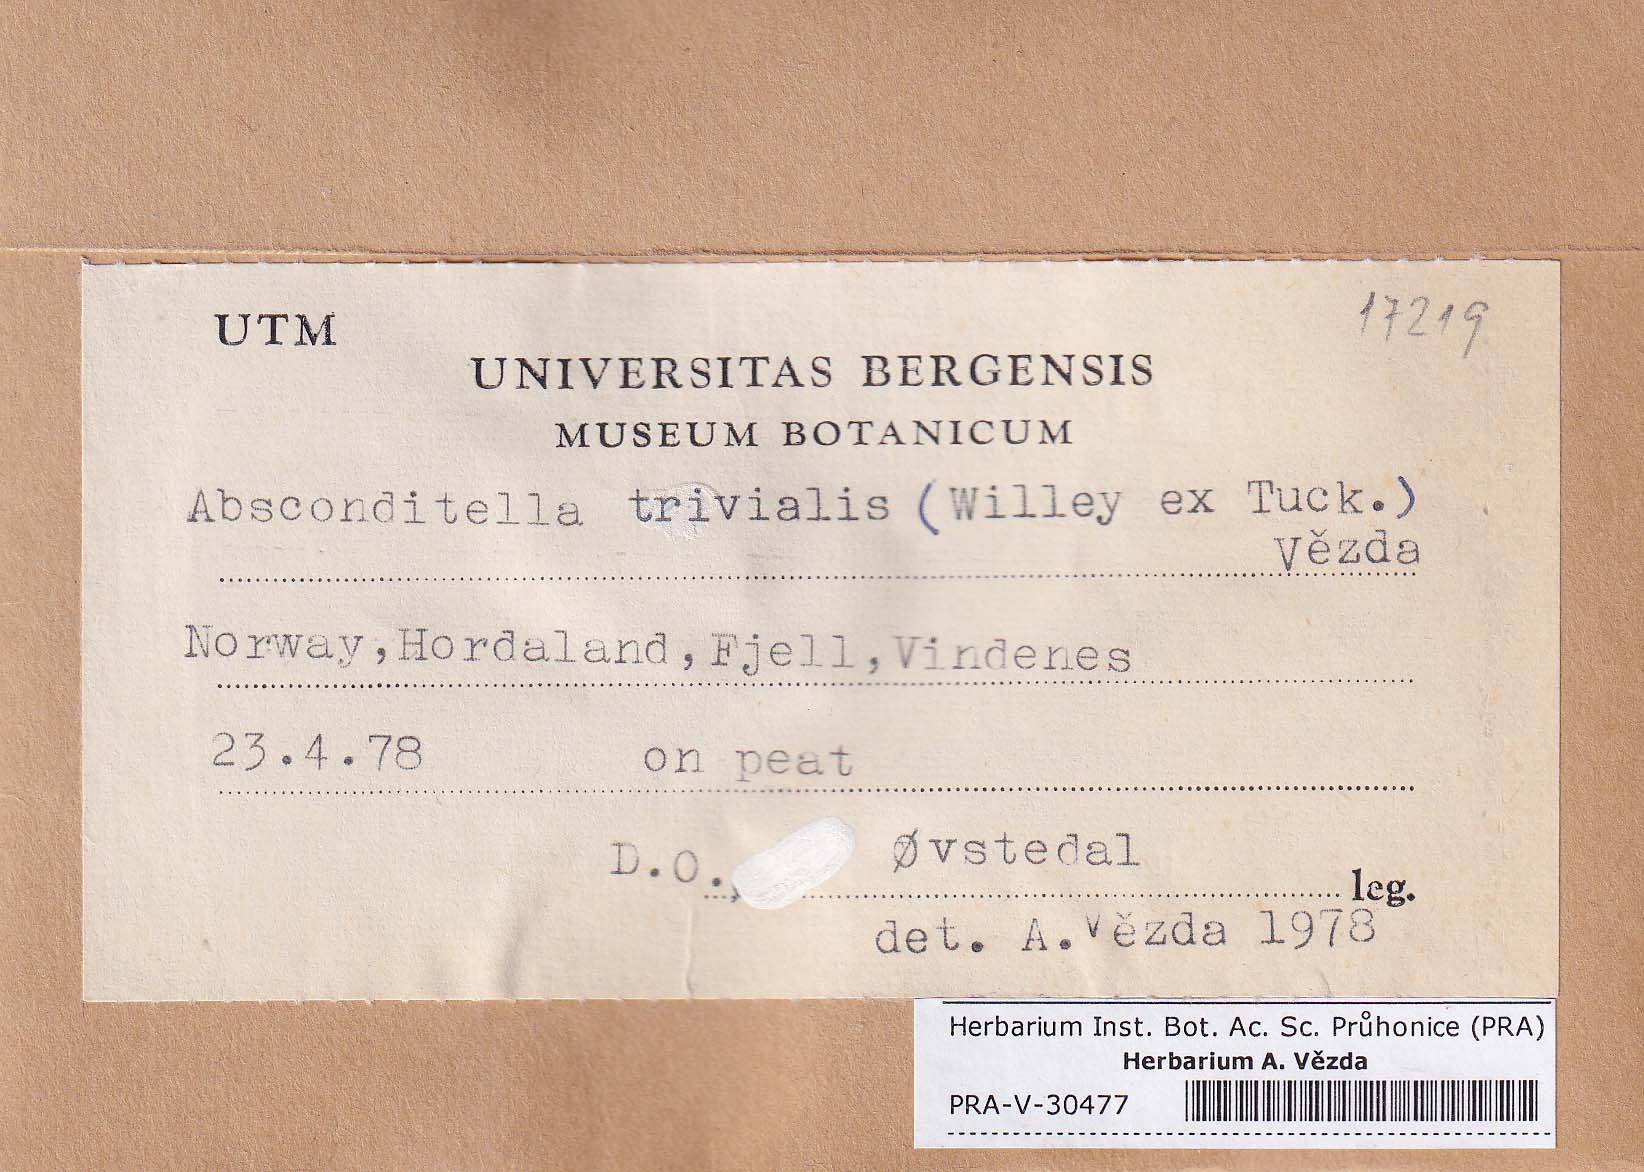 UTM
17219
UNIVERSITAS BERGENSIS
MUSEUM BOTANICUM
Absconditella trivialis (Willey ex Tuck.)
Vězda
Norway, Hordaland, Fjell, Vindenes
23.4.78 on peat
D.O., Øvstedal leg.
det. A. Vězda 1978
Herbarium Inst. Bot. Ac. Sc. Průhonice (PRA)
Herbarium A. Vězda
PRA-V-30477